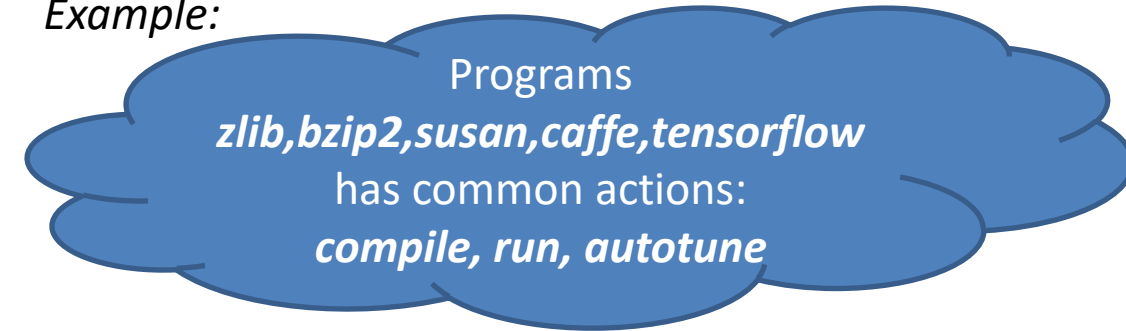 Example:
Programs
zlib,bzip2,susan,caffe,tensorflow
has common actions:
compile, run, autotune